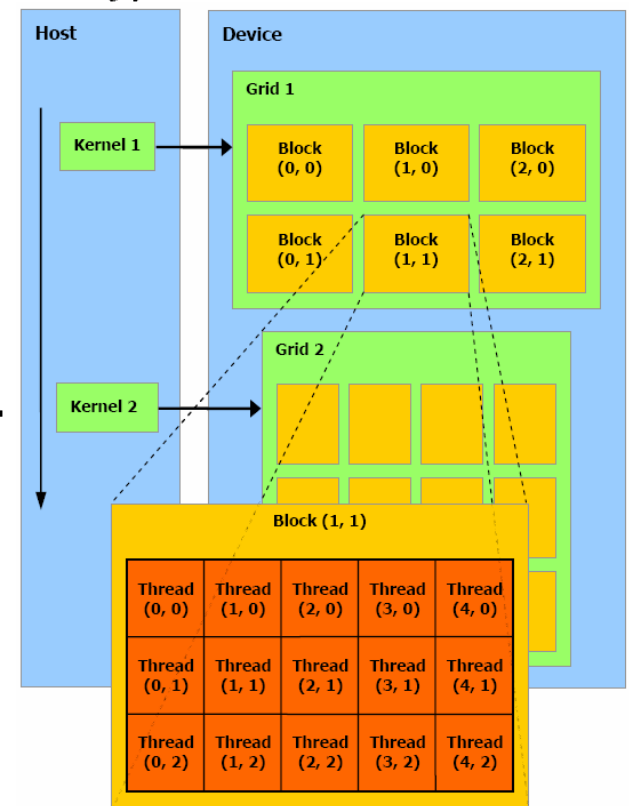 Host
Device
Grid 1
Kernel 1
Block
(0, 0)
Block
(1, 0)
Block
(2, 0)
Block
(0, 1)
Block
(1, 1)
Block
(2, 1)
Grid 2
Kernel 2
Block (1, 1)
Thread
(0, 0)
Thread
(1, 0)
Thread
(2, 0)
Thread
(3, 0)
Thread
(4, 0)
Thread
(0, 1)
Thread
(1, 1)
Thread
(2, 1)
Thread
(3, 1)
Thread
(4, 1)
Thread
(0, 2)
Thread
(1, 2)
Thread
(2, 2)
Thread
(3, 2)
Thread
(4, 2)